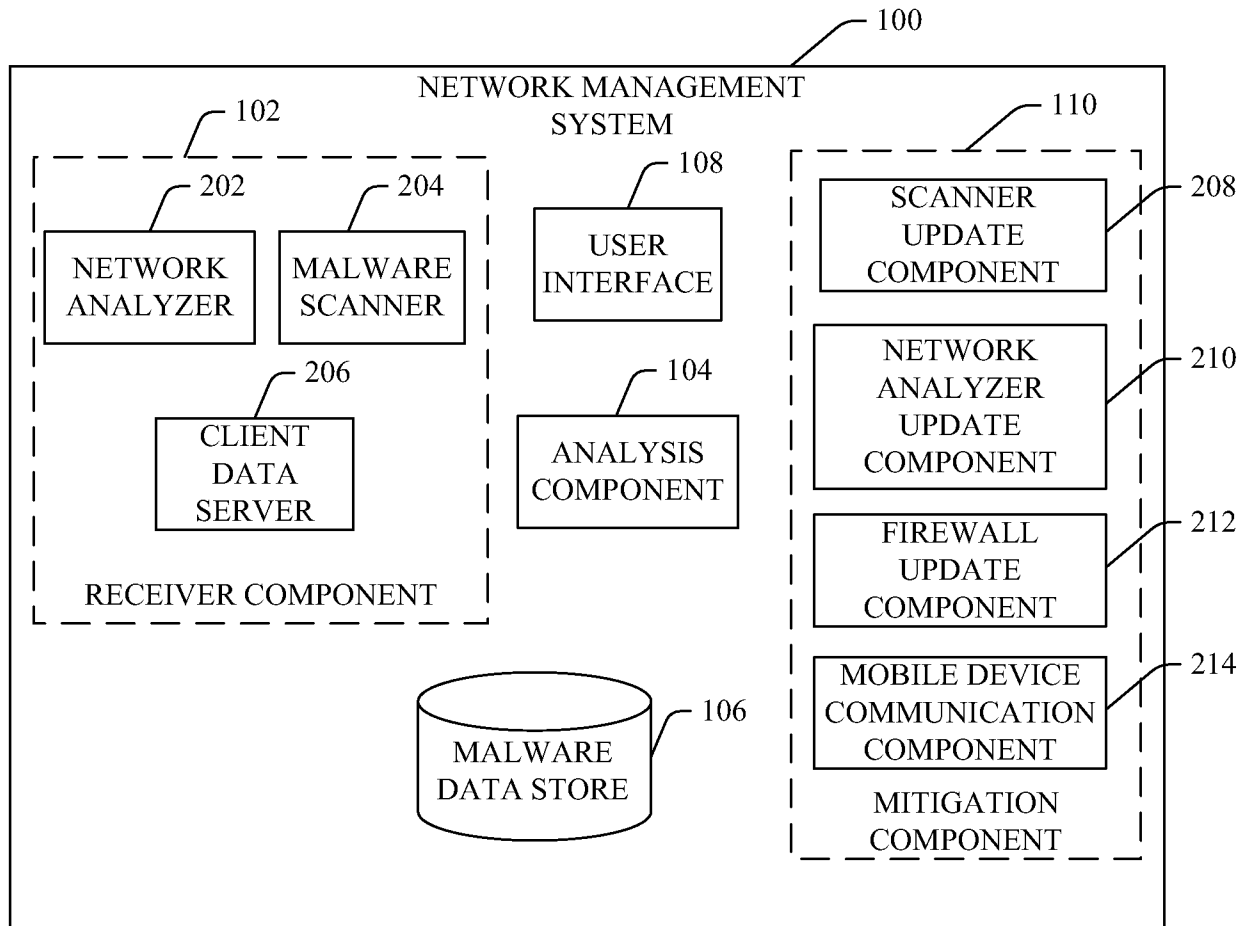 100
NETWORK MANAGEMENT
SYSTEM
102
202
NETWORK
ANALYZER
204
MALWARE
SCANNER
206
CLIENT
DATA
SERVER
RECEIVER COMPONENT
108
USER
INTERFACE
104
ANALYSIS
COMPONENT
106
MALWARE
DATA STORE
110
208
SCANNER
UPDATE
COMPONENT
210
NETWORK
ANALYZER
UPDATE
COMPONENT
212
FIREWALL
UPDATE
COMPONENT
214
MOBILE DEVICE
COMMUNICATION
COMPONENT
MITIGATION
COMPONENT